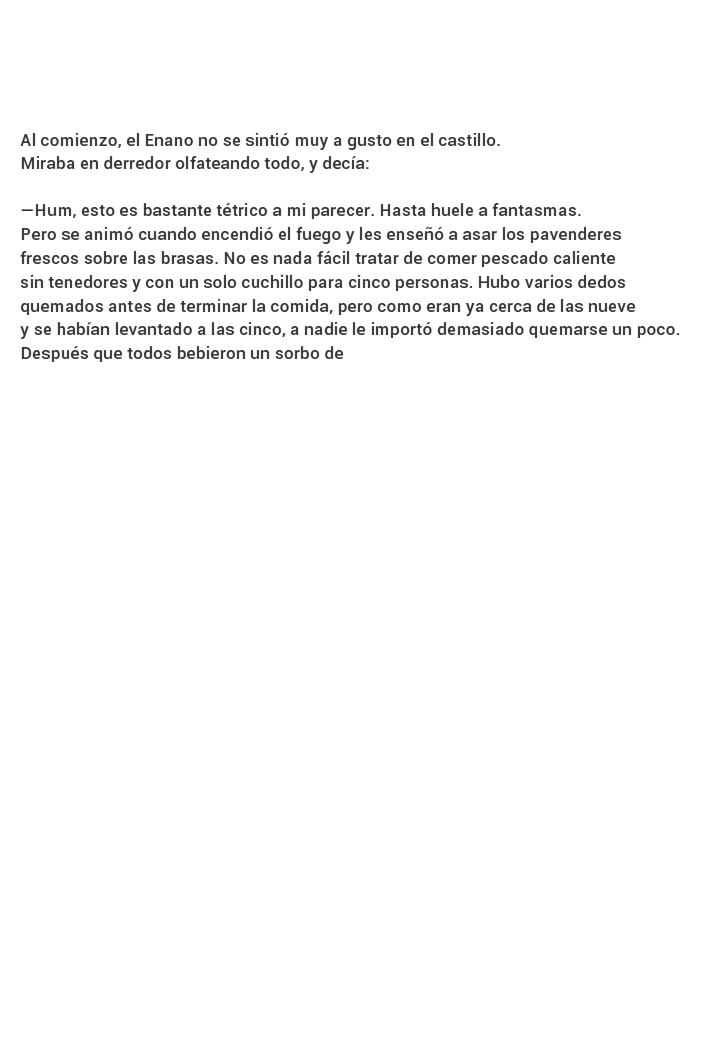 Al comienzo, el Enano no se sintió muy a gusto en el castillo.
Miraba en derredor olfateando todo, y decía:
—Hum, esto es bastante tétrico a mi parecer. Hasta huele a fantasmas.
Pero se animó cuando encendió el fuego y les enseñó a asar los pavenderes
frescos sobre las brasas. No es nada fácil tratar de comer pescado caliente
sin tenedores y con un solo cuchillo para cinco personas. Hubo varios dedos
quemados antes de terminar la comida, pero como eran ya cerca de las nueve
y se habían levantado a las cinco, a nadie le importó demasiado quemarse un poco.
Después que todos bebieron un sorbo de